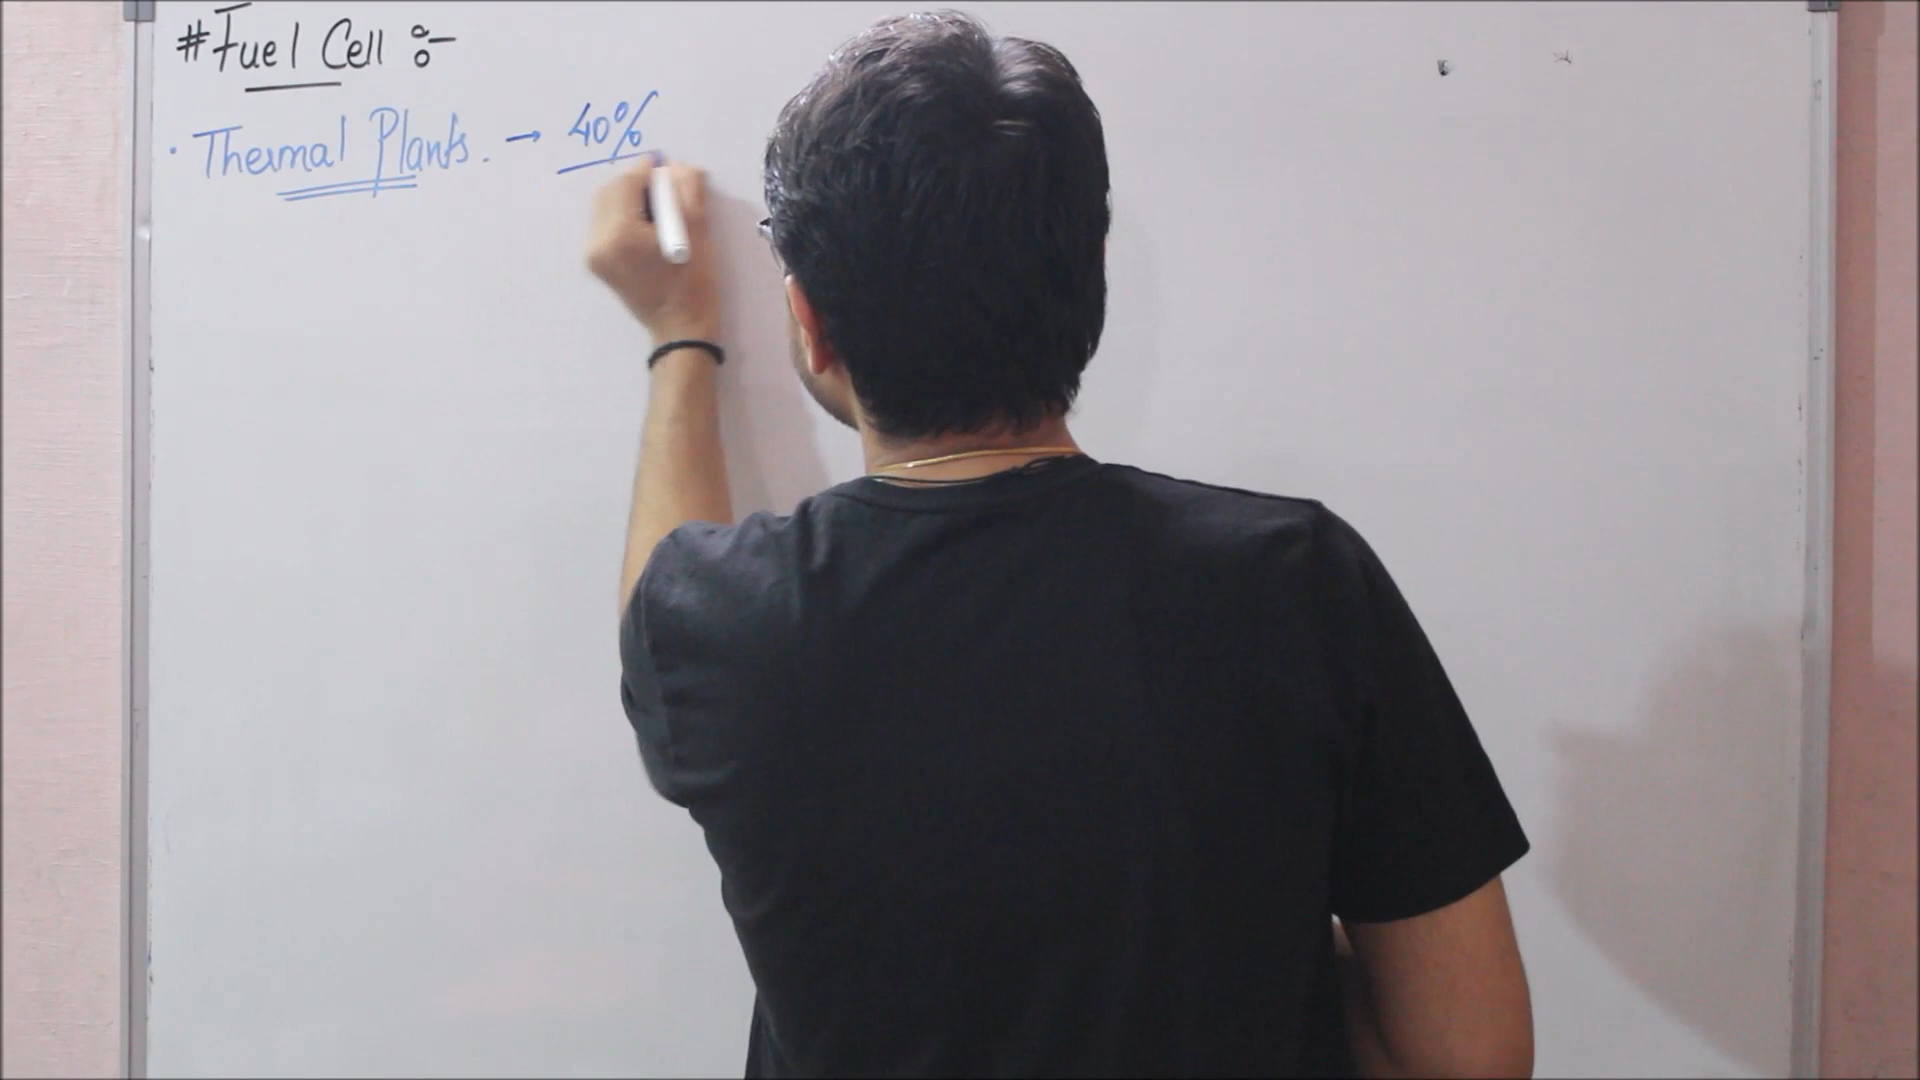 #Fuel Cell :-
· Thermal Plants. → 40%